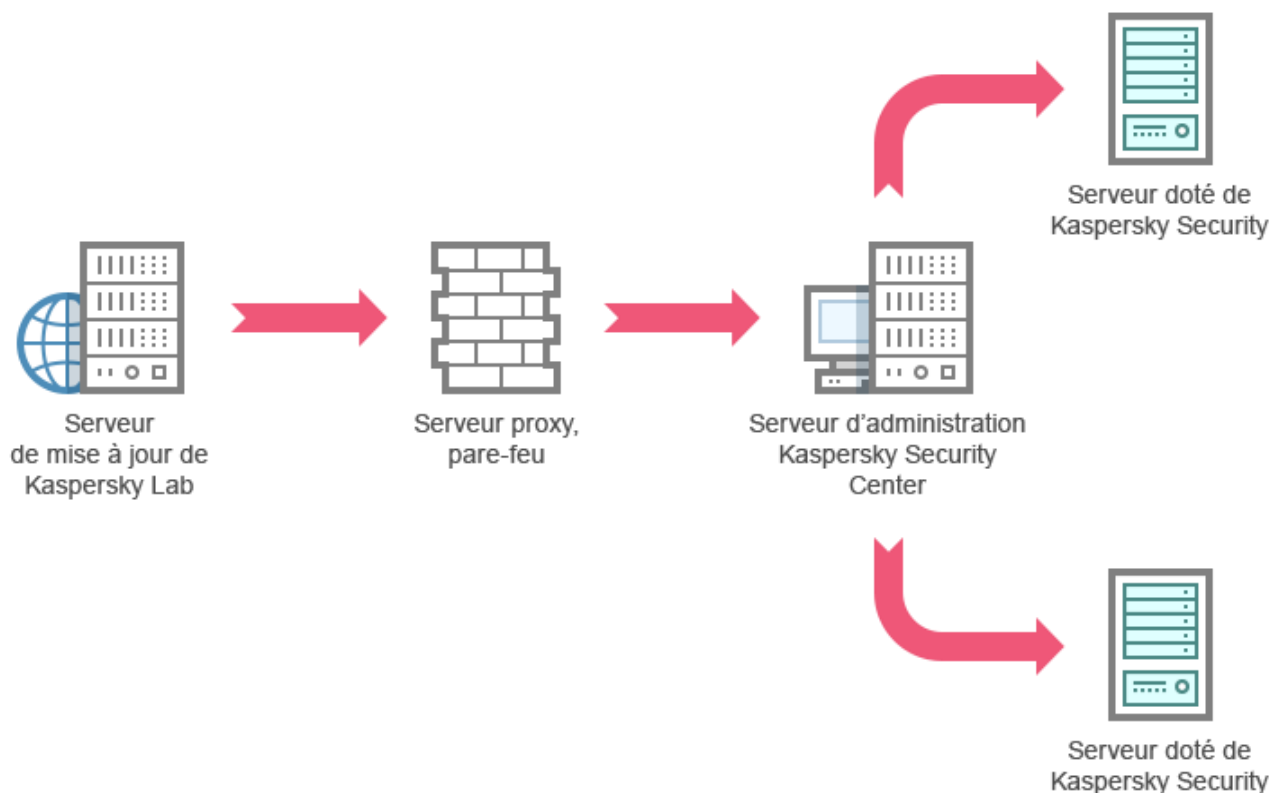 Serveur doté de
Kaspersky Security
Serveur
de mise à jour de
Kaspersky Lab
Serveur proxy,
pare-feu
Serveur d’administration
Kaspersky Security
Center
Serveur doté de
Kaspersky Security